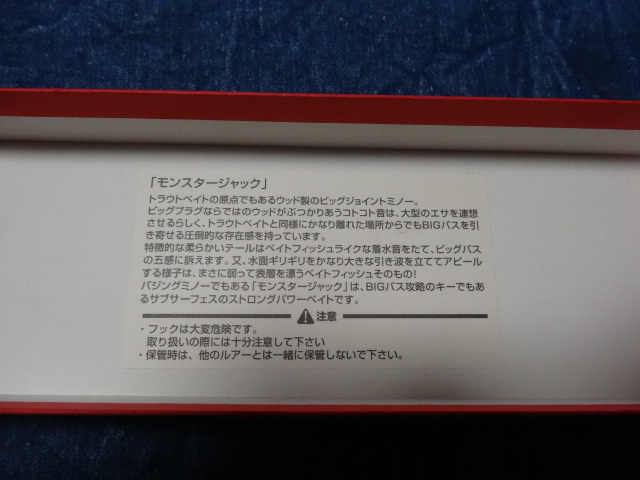 「モンスタージャック」
トラウトベイトの原点でもあるウッド製のビッグジョイントミノー。
ビッグプラグならではのウッドがぶつかりあうコトコト音は、大型のエサを連想
させるらしく、トラウトベイトと同様にかなり離れた場所からでもBIGバスを引
き寄せる圧倒的な存在感を持っています。
特徴的な柔らかいテールはベイトフィッシュライクな着水音をたて、ビッグバス
の五感に訴えます。又、水面ギリギリをかなり大きな引き波を立ててアピール
する様子は、まさに弱って表層を漂うベイトフィッシュそのもの!
バジングミノーでもある「モンスタージャック」は、BIGバス攻略のキーでもあ
るサブサーフェスのストロングパワーベイトです。
注意
・フックは大変危険です。
取り扱いの際には十分注意して下さい
・保管時は、他のルアーとは一緒に保管しないで下さい。